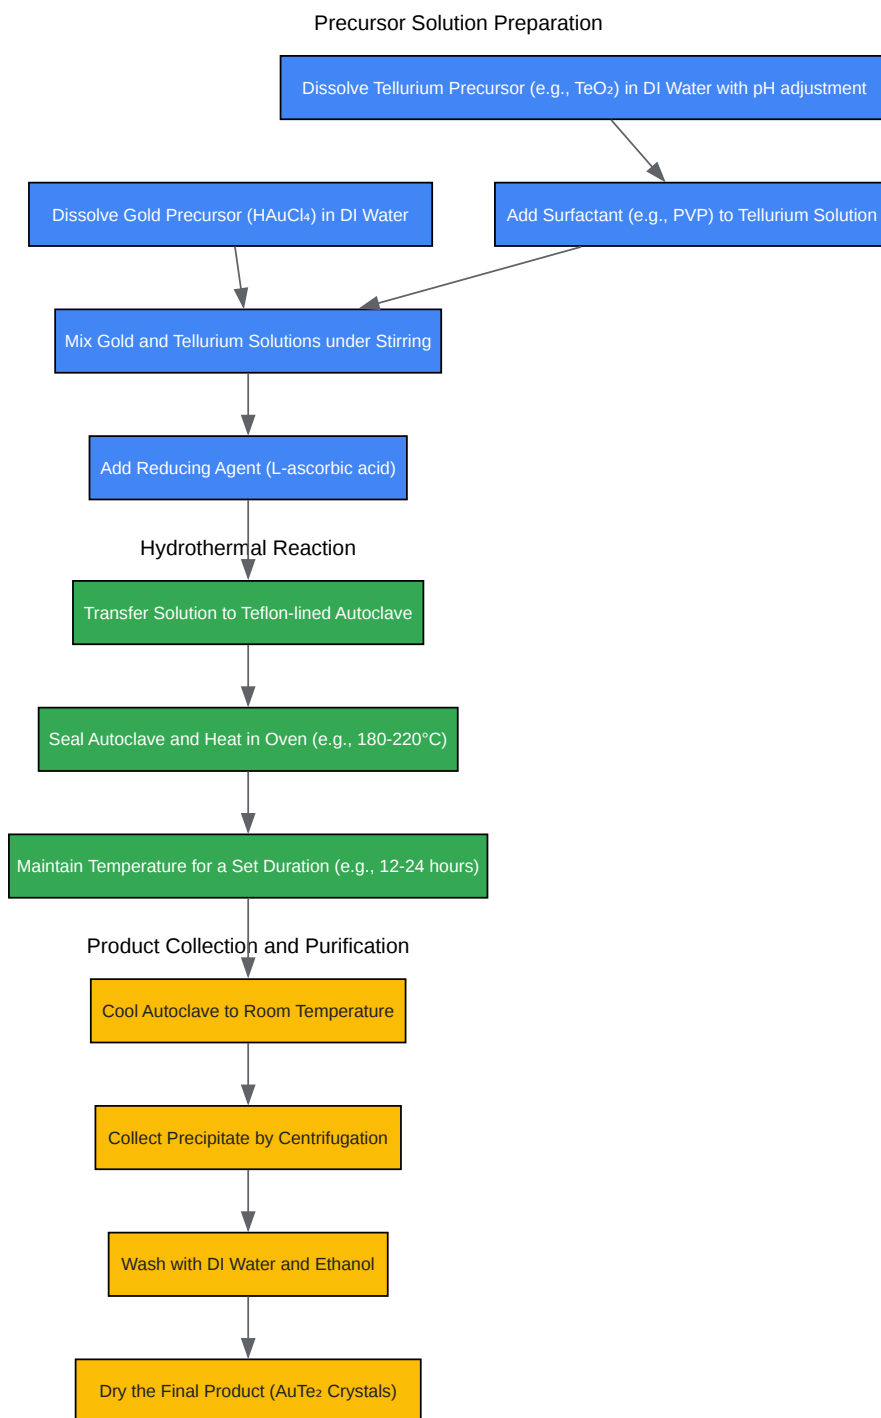 Precursor Solution Preparation
Dissolve Tellurium Precursor (e.g., TeO₂) in DI Water with pH adjustment
Dissolve Gold Precursor (HAuCl₄) in DI Water
Add Surfactant (e.g., PVP) to Tellurium Solution
Mix Gold and Tellurium Solutions under Stirring
Add Reducing Agent (L-ascorbic acid)
Hydrothermal Reaction
Transfer Solution to Teflon-lined Autoclave
Seal Autoclave and Heat in Oven (e.g., 180-220°C)
Maintain Temperature for a Set Duration (e.g., 12-24 hours)
Product Collection and Purification
Cool Autoclave to Room Temperature
Collect Precipitate by Centrifugation
Wash with DI Water and Ethanol
Dry the Final Product (AuTe₂ Crystals)